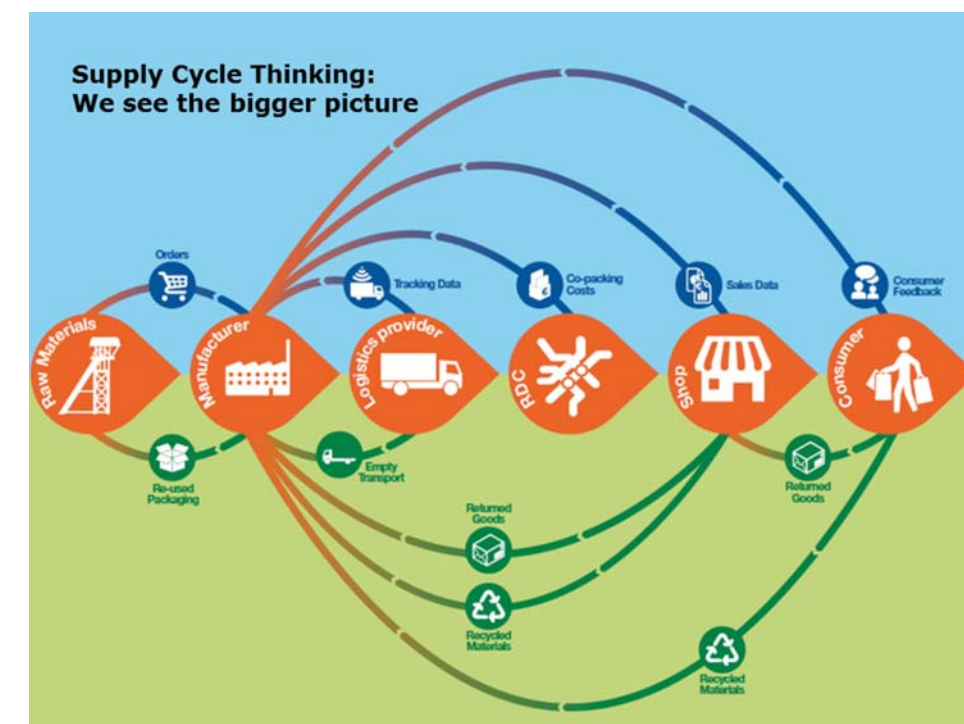 Supply Cycle Thinking:
We see the bigger picture
Orders
Tracking Data
Co-packing
Costs
Sales Data
Consumer
Feedback
Raw Materials
Manufacturer
Logistics provider
RDC
Shop
Consumer
Re-used
Packaging
Empty
Transport
Returned
Goods
Returned
Goods
Recycled
Materials
Recycled
Materials